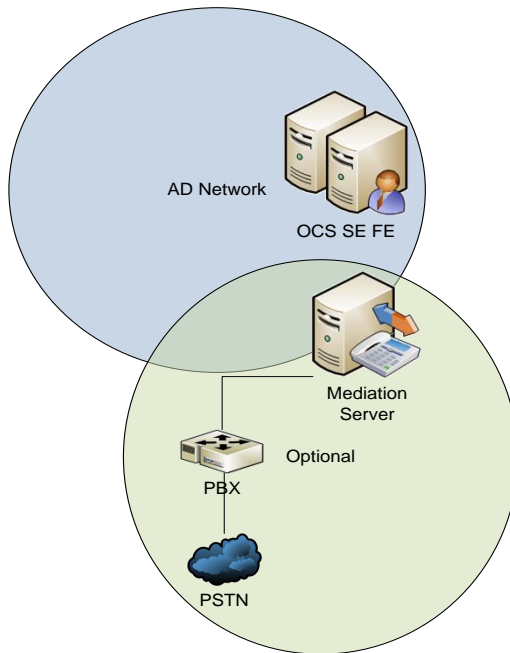 AD Network
OCS SE FE
Mediation
Server
Optional
PBX
PSTN